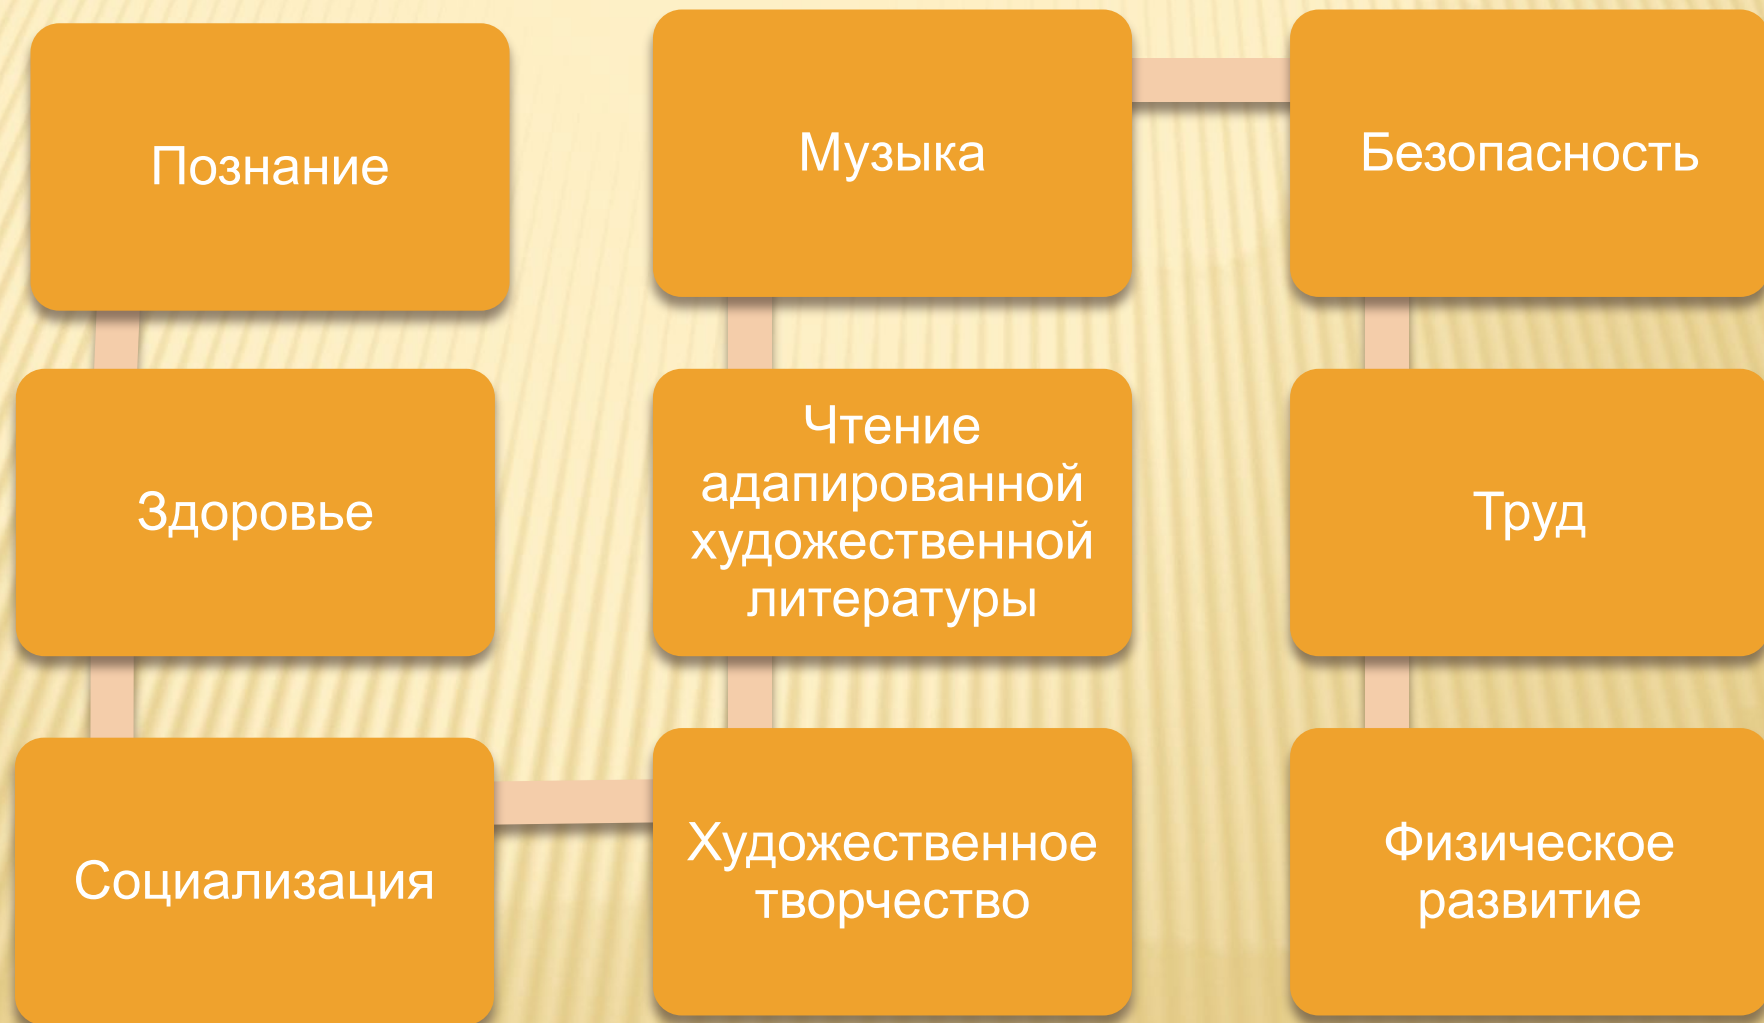 Познание
Музыка
Безопасность
Здоровье
Чтение
адапированной
художественной
литературы
Труд
Социализация
Художественное
творчество
Физическое
развитие